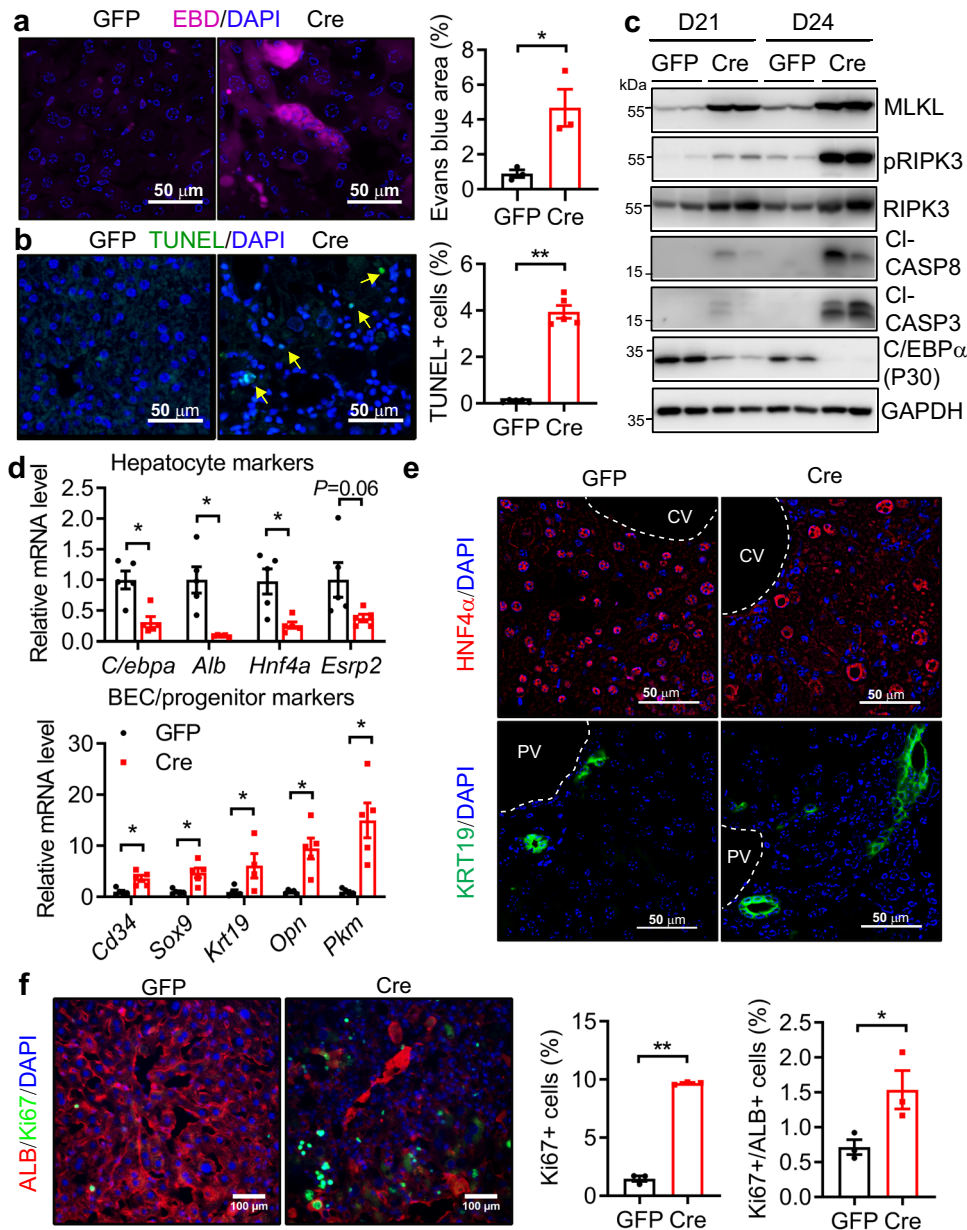 a
GFP EBD/DAPI Cre
50 μm
50 μm
Evans blue area (%)
8
6
4
2
0
*
GFP Cre
b
GFP TUNEL/DAPI Cre
50 μm
50 μm
TUNEL+ cells (%)
6
4
2
0
**
GFP Cre
c
D21 D24
GFP Cre GFP Cre
kDa
55
MLKL
55
pRIPK3
55
RIPK3
15
Cl-
CASP8
15
Cl-
CASP3
35
C/EBPα
(P30)
35
GAPDH
d
Hepatocyte markers
Relative mRNA level
2.5
2.0
1.5
1.0
0.5
0
* * * P=0.06
C/ebpa Alb Hnf4a Esrp2
BEC/progenitor markers
GFP
Cre
Relative mRNA level
30
20
10
0
* * * * *
Cd34 Sox9 Krt19 Opn Pkm
e
GFP Cre
HNF4α/DAPI
CV
50 μm
CV
50 μm
KRT19/DAPI
PV
50 μm
PV
50 μm
f
GFP Cre
ALB/Ki67/DAPI
100 μm
100 μm
Ki67+ cells (%)
15
10
5
0
**
GFP Cre
Ki67+/ALB+ cells (%)
2.5
2.0
1.5
1.0
0.5
0.0
*
GFP Cre